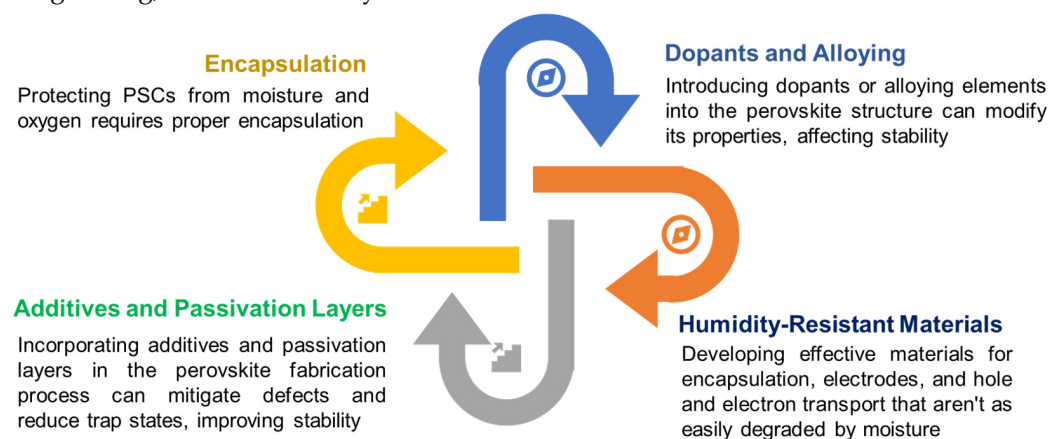 Encapsulation
Protecting PSCs from moisture and
oxygen requires proper encapsulation
Dopants and Alloying
Introducing dopants or alloying elements
into the perovskite structure can modify
its properties, affecting stability
Additives and Passivation Layers
Incorporating additives and passivation
layers in the perovskite fabrication
process can mitigate defects and
reduce trap states, improving stability
Humidity-Resistant Materials
Developing effective materials for
encapsulation, electrodes, and hole
and electron transport that aren't as
easily degraded by moisture